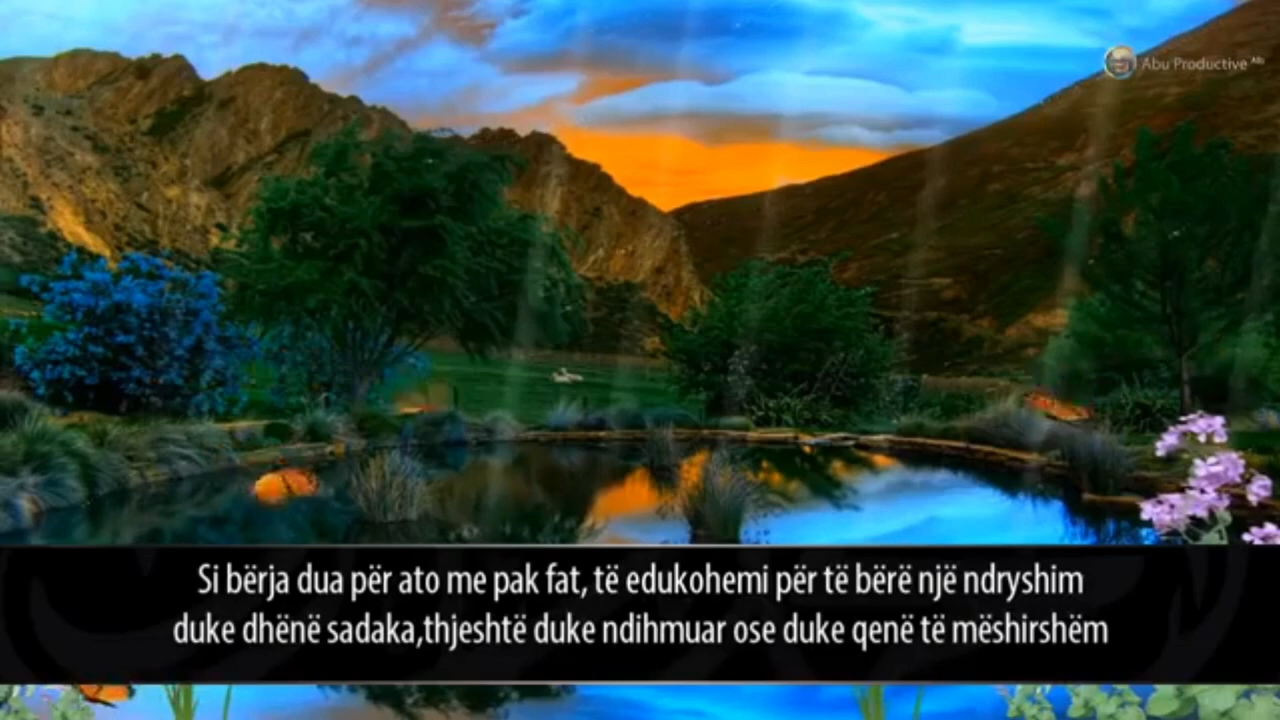 Abu Productive Alb
Si bërja dua për ato me pak fat, të edukohemi për të bërë një ndryshim
duke dhënë sadaka,thjeshtë duke ndihmuar ose duke qenë të mëshirshëm